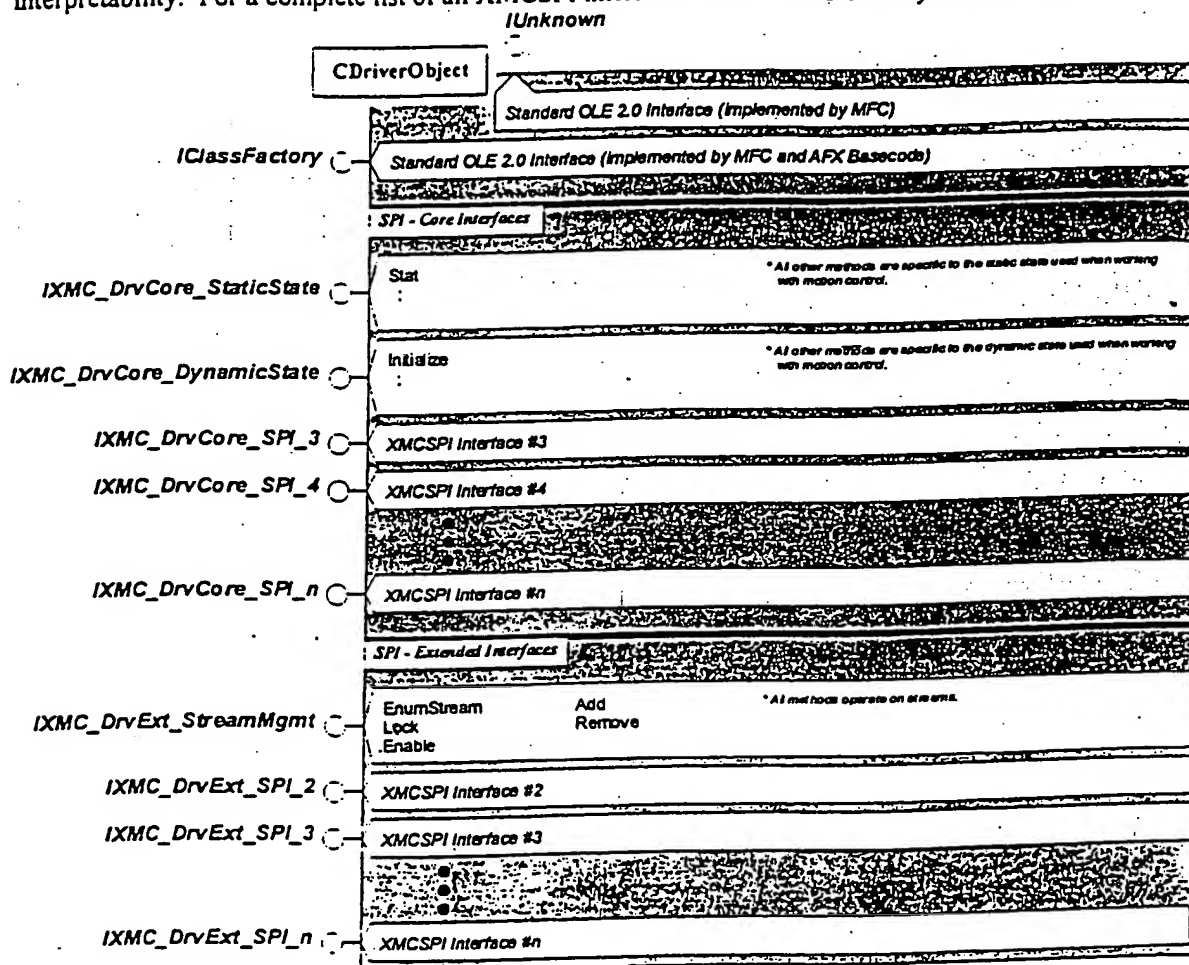 interpretability. For a complete list of all XMCSPI
IUnknown
CDriverObject
Standard OLE 2.0 Interface (Implemented by MFC)
IClassFactory
Standard OLE 2.0 Interface (Implemented by MFC and AFX Basecode)
SPI - Core Interfaces
IXMC_DrvCore_StaticState
Stat
:
* All other methods are specific to the static state used when working
with motion control.
IXMC_DrvCore_DynamicState
Initialize
:
* All other methods are specific to the dynamic state used when working
with motion control.
IXMC_DrvCore_SPI_3
XMCSPI Interface #3
IXMC_DrvCore_SPI_4
XMCSPI Interface #4
IXMC_DrvCore_SPI_n
XMCSPI Interface #n
SPI - Extended Interfaces
IXMC_DrvExt_StreamMgmt
EnumStream Add
Lock Remove
Enable
* All methods operate on streams.
IXMC_DrvExt_SPI_2
XMCSPI Interface #2
IXMC_DrvExt_SPI_3
XMCSPI Interface #3
IXMC_DrvExt_SPI_n
XMCSPI Interface #n